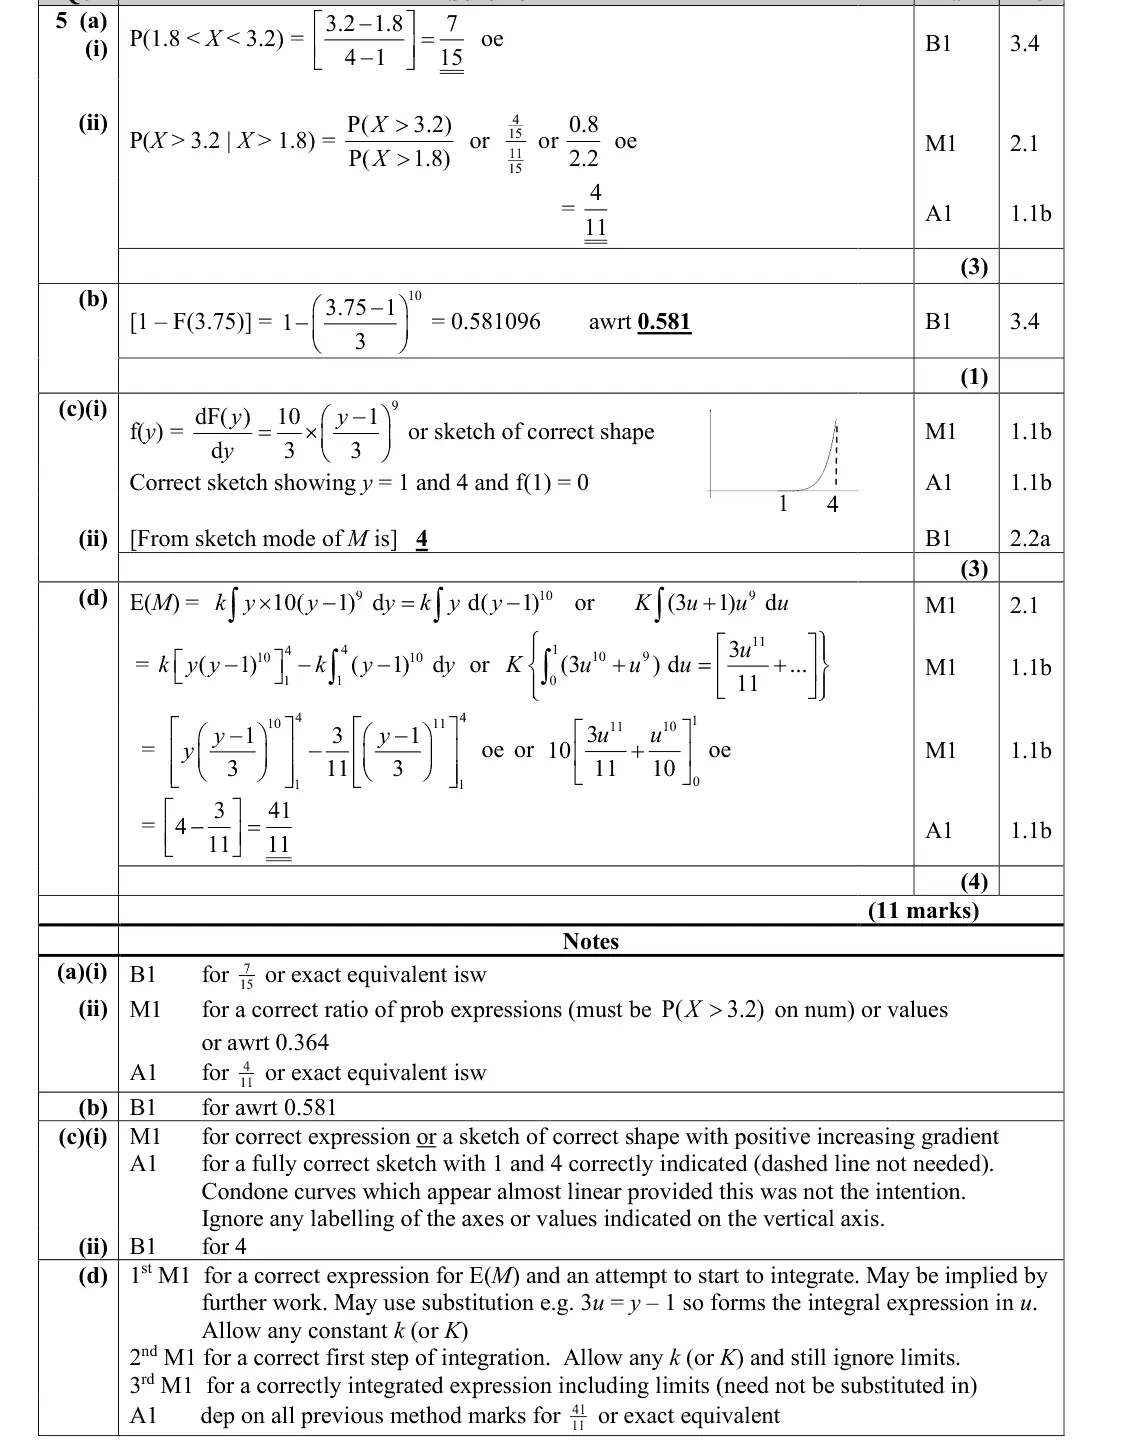 5 (a)
(i) P(1.8 < X < 3.2) = [(3.2 − 1.8)/(4 − 1)] = 7/15 oe B1 3.4
(ii) P(X > 3.2 | X > 1.8) = P(X > 3.2)/P(X > 1.8) or (4/15)/(11/15) or 0.8/2.2 oe M1 2.1
= 4/11 A1 1.1b
(3)
(b) [1 – F(3.75)] = 1 − ((3.75 − 1)/3)^10 = 0.581096 awrt 0.581 B1 3.4
(1)
(c)(i) f(y) = dF(y)/dy = 10/3 × ((y − 1)/3)^9 or sketch of correct shape M1 1.1b
Correct sketch showing y = 1 and 4 and f(1) = 0 A1 1.1b
1 4
(ii) [From sketch mode of M is] 4 B1 2.2a
(3)
(d) E(M) = k∫ y × 10(y − 1)^9 dy = k∫ y d(y − 1)^10 or K∫(3u + 1)u^9 du M1 2.1
= k[y(y − 1)^10]_1^4 − k∫_1^4 (y − 1)^10 dy or K{∫_0^1 (3u^10 + u^9) du = [3u^11/11 + ...]} M1 1.1b
= [y((y − 1)/3)^10]_1^4 − 3/11[((y − 1)/3)^11]_1^4 oe or 10[3u^11/11 + u^10/10]_0^1 oe M1 1.1b
= [4 − 3/11] = 41/11 A1 1.1b
(4)
(11 marks)
Notes
(a)(i) B1 for 7/15 or exact equivalent isw
(ii) M1 for a correct ratio of prob expressions (must be P(X > 3.2) on num) or values
or awrt 0.364
A1 for 4/11 or exact equivalent isw
(b) B1 for awrt 0.581
(c)(i) M1 for correct expression or a sketch of correct shape with positive increasing gradient
A1 for a fully correct sketch with 1 and 4 correctly indicated (dashed line not needed).
Condone curves which appear almost linear provided this was not the intention.
Ignore any labelling of the axes or values indicated on the vertical axis.
(ii) B1 for 4
(d) 1st M1 for a correct expression for E(M) and an attempt to start to integrate. May be implied by
further work. May use substitution e.g. 3u = y – 1 so forms the integral expression in u.
Allow any constant k (or K)
2nd M1 for a correct first step of integration. Allow any k (or K) and still ignore limits.
3rd M1 for a correctly integrated expression including limits (need not be substituted in)
A1 dep on all previous method marks for 41/11 or exact equivalent